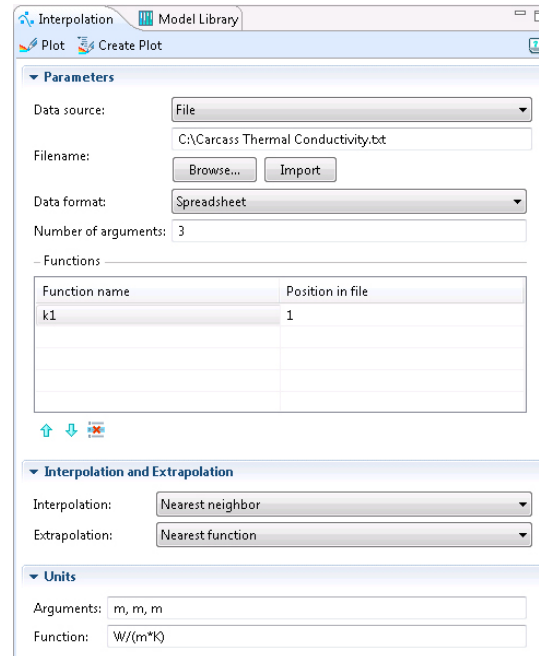 Interpolation Model Library
Plot Create Plot
Parameters
Data source: File
C:\Carcass Thermal Conductivity.txt
Filename:
Browse... Import
Data format: Spreadsheet
Number of arguments: 3
Functions
Function name Position in file
k1 1
Interpolation and Extrapolation
Interpolation: Nearest neighbor
Extrapolation: Nearest function
Units
Arguments: m, m, m
Function: W/(m*K)